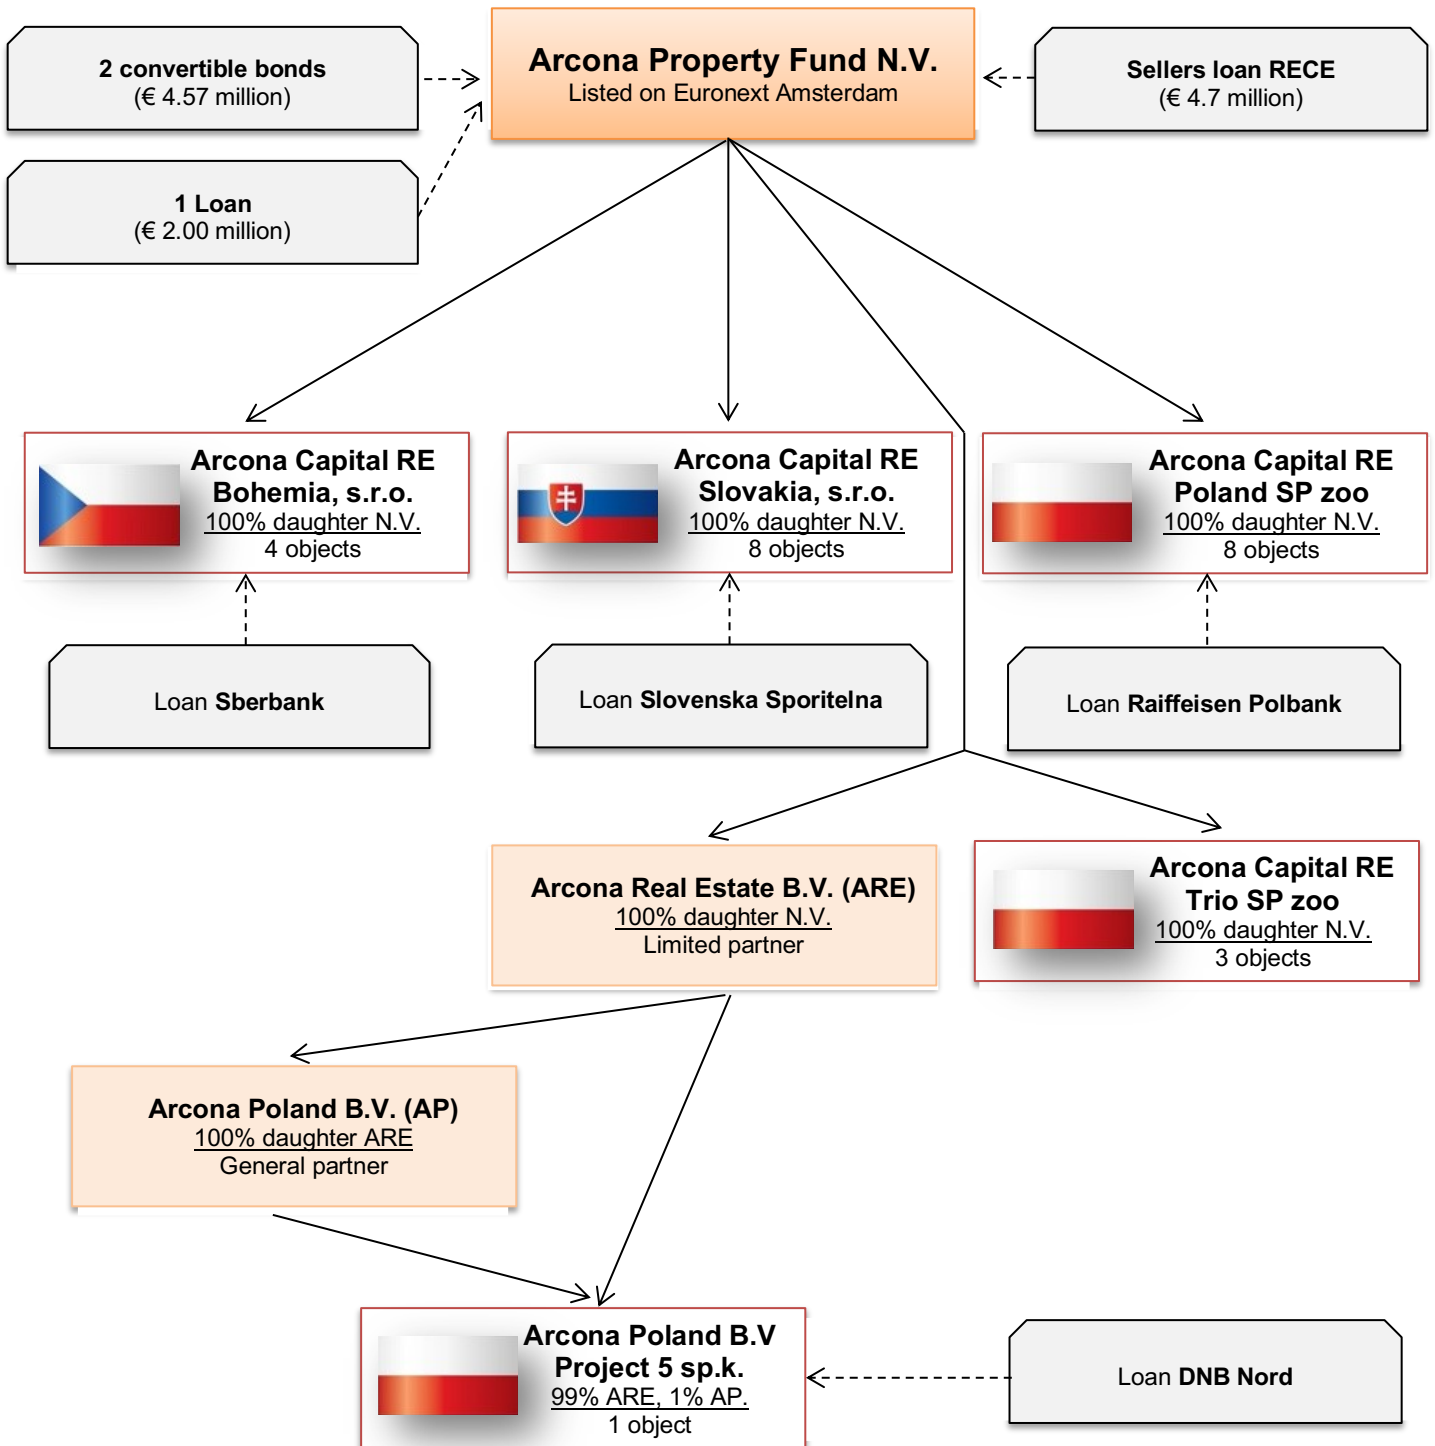 2 convertible bonds
(€ 4.57 million)
Arcona Property Fund N.V.
Listed on Euronext Amsterdam
Sellers loan RECE
(€ 4.7 million)
1 Loan
(€ 2.00 million)
Arcona Capital RE
Bohemia, s.r.o.
100% daughter N.V.
4 objects
Arcona Capital RE
Slovakia, s.r.o.
100% daughter N.V.
8 objects
Arcona Capital RE
Poland SP zoo
100% daughter N.V.
8 objects
Loan Sberbank
Loan Slovenska Sporitelna
Loan Raiffeisen Polbank
Arcona Real Estate B.V. (ARE)
100% daughter N.V.
Limited partner
Arcona Capital RE
Trio SP zoo
100% daughter N.V.
3 objects
Arcona Poland B.V. (AP)
100% daughter ARE
General partner
Arcona Poland B.V
Project 5 sp.k.
99% ARE, 1% AP.
1 object
Loan DNB Nord